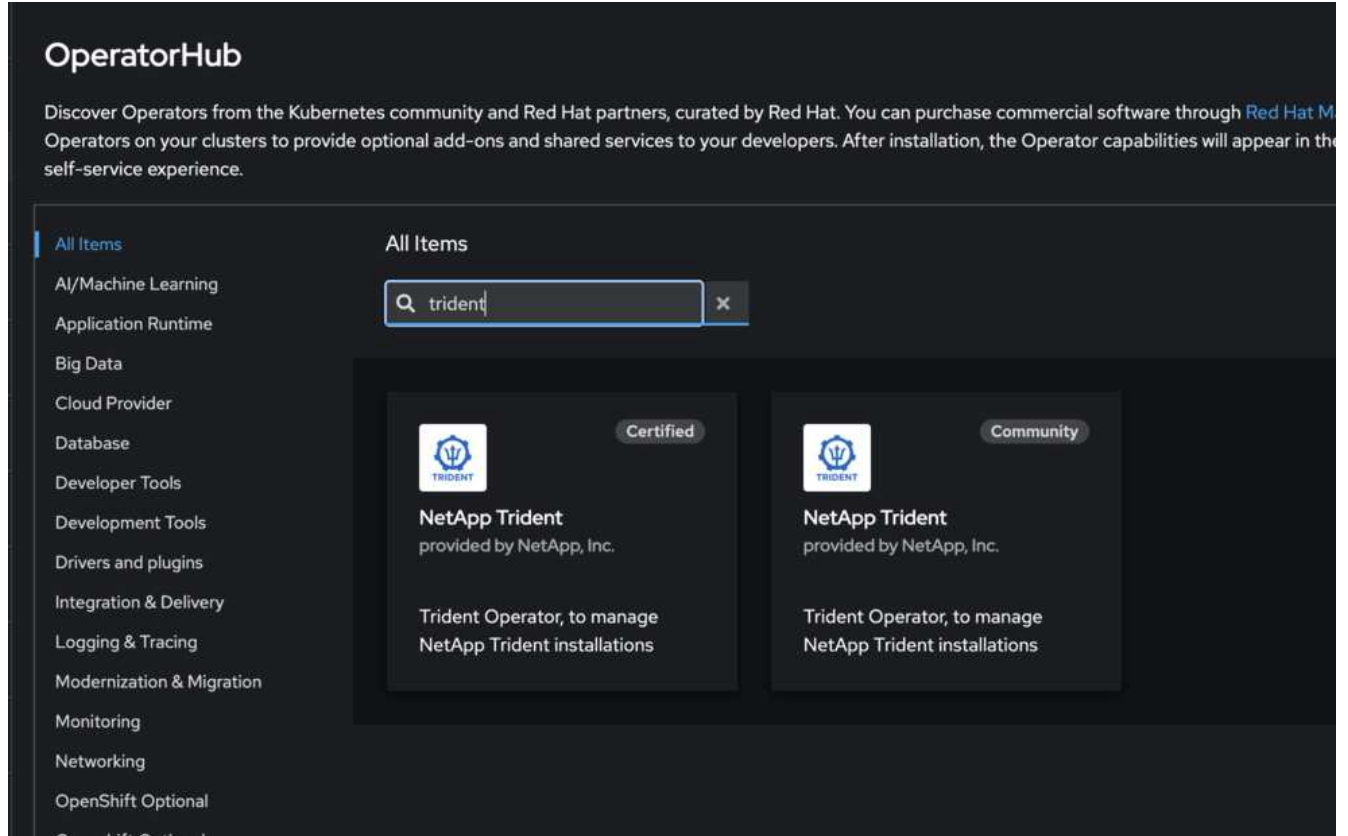 OperatorHub
Discover Operators from the Kubernetes community and Red Hat partners, curated by Red Hat. You can purchase commercial software through Red Hat M
Operators on your clusters to provide optional add-ons and shared services to your developers. After installation, the Operator capabilities will appear in the
self-service experience.
All Items
AI/Machine Learning
Application Runtime
Big Data
Cloud Provider
Database
Developer Tools
Development Tools
Drivers and plugins
Integration & Delivery
Logging & Tracing
Modernization & Migration
Monitoring
Networking
OpenShift Optional
All Items
trident
Certified
TRIDENT
NetApp Trident
provided by NetApp, Inc.
Trident Operator, to manage
NetApp Trident installations
Community
TRIDENT
NetApp Trident
provided by NetApp, Inc.
Trident Operator, to manage
NetApp Trident installations